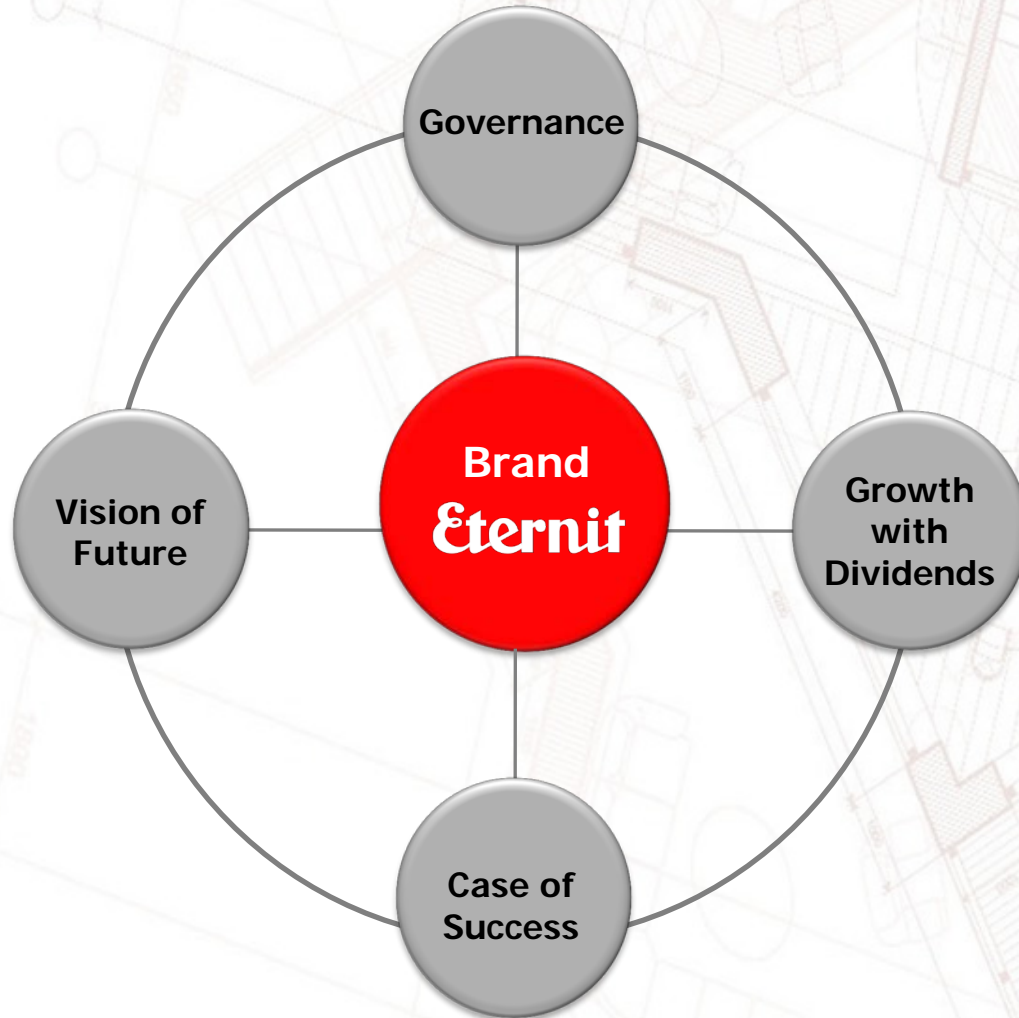 Governance
Brand
Eternit
Vision of
Future
Growth
with
Dividends
Case of
Success